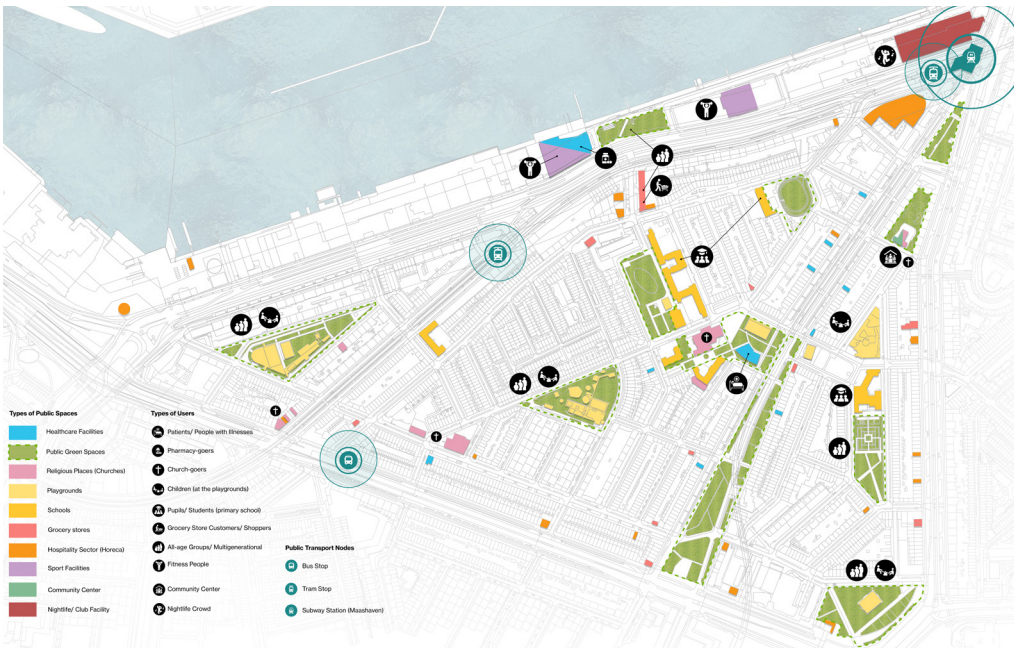 Types of Public Spaces
Healthcare Facilities
Public Green Spaces
Religious Places (Churches)
Playgrounds
Schools
Grocery stores
Hospitality Sector (Horeca)
Sport Facilities
Community Center
Nightlife/ Club Facility
Types of Users
Patients/ People with Illnesses
Pharmacy-goers
Church-goers
Children (at the playgrounds)
Pupils/ Students (primary school)
Grocery Store Customers/ Shoppers
All-age Groups/ Multigenerational
Fitness People
Community Center
Nightlife Crowd
Public Transport Nodes
Bus Stop
Tram Stop
Subway Station (Maashaven)